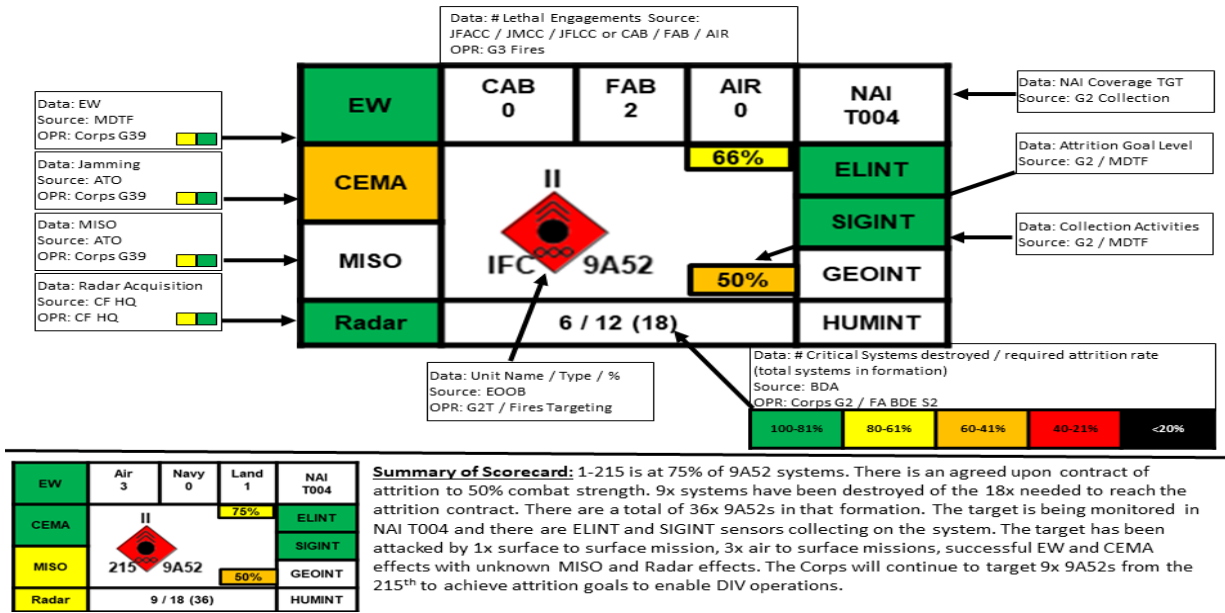 Data: # Lethal Engagements Source:
JFACC / JMCC / JFLCC or CAB / FAB / AIR
OPR: G3 Fires
Data: EW
Source: MDTF
OPR: Corps G39
Data: Jamming
Source: ATO
OPR: Corps G39
Data: MISO
Source: ATO
OPR: Corps G39
Data: Radar Acquisition
Source: CF HQ
OPR: CF HQ
EW
CEMA
MISO
Radar
CAB
0
FAB
2
AIR
0
66%
II
IFC 9A52
50%
6 / 12 (18)
NAI
T004
ELINT
SIGINT
GEOINT
HUMINT
Data: NAI Coverage TGT
Source: G2 Collection
Data: Attrition Goal Level
Source: G2 / MDTF
Data: Collection Activities
Source: G2 / MDTF
Data: Unit Name / Type / %
Source: EOOB
OPR: G2T / Fires Targeting
Data: # Critical Systems destroyed / required attrition rate
(total systems in formation)
Source: BDA
OPR: Corps G2 / FA BDE S2
100-81% 80-61% 60-41% 40-21% <20%
EW
CEMA
MISO
Radar
Air
3
Navy
0
Land
1
75%
II
215 9A52
50%
9 / 18 (36)
NAI
T004
ELINT
SIGINT
GEOINT
HUMINT
Summary of Scorecard: 1-215 is at 75% of 9A52 systems. There is an agreed upon contract of
attrition to 50% combat strength. 9x systems have been destroyed of the 18x needed to reach the
attrition contract. There are a total of 36x 9A52s in that formation. The target is being monitored in
NAI T004 and there are ELINT and SIGINT sensors collecting on the system. The target has been
attacked by 1x surface to surface mission, 3x air to surface missions, successful EW and CEMA
effects with unknown MISO and Radar effects. The Corps will continue to target 9x 9A52s from the
215th to achieve attrition goals to enable DIV operations.